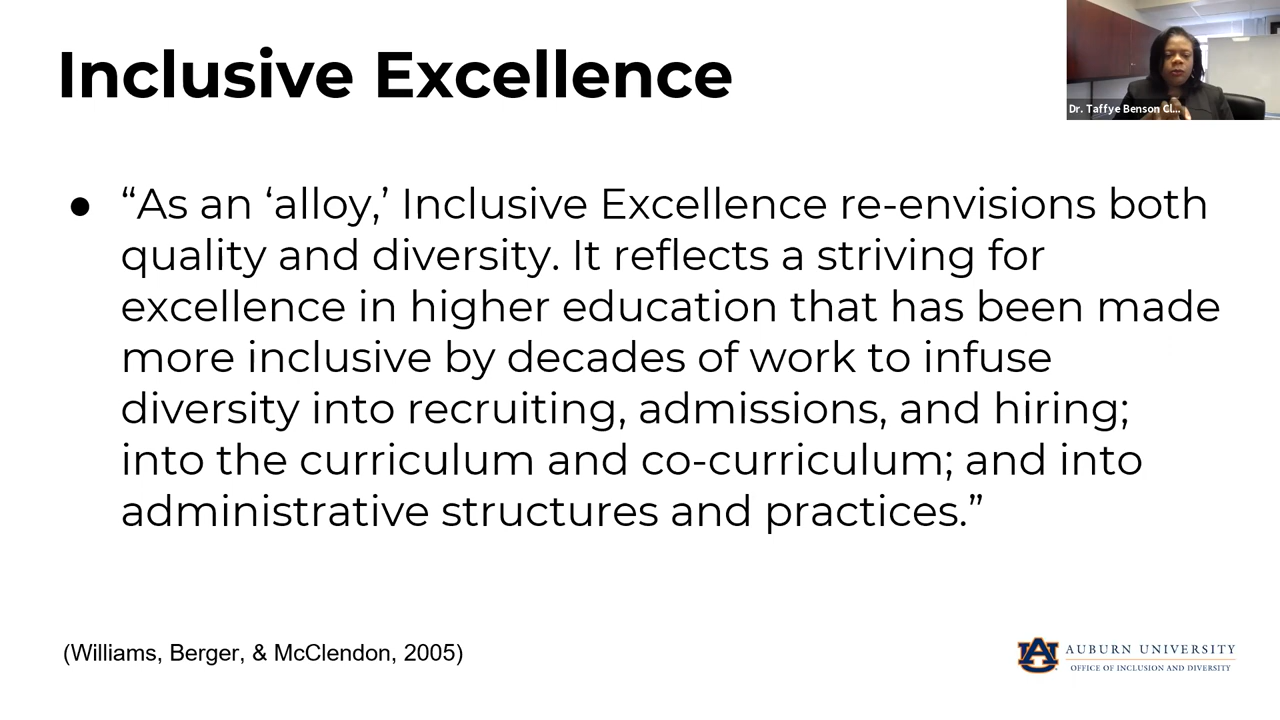 Inclusive Excellence
Dr. Taffye Benson Cl...
● “As an ‘alloy,’ Inclusive Excellence re-envisions both
quality and diversity. It reflects a striving for
excellence in higher education that has been made
more inclusive by decades of work to infuse
diversity into recruiting, admissions, and hiring;
into the curriculum and co-curriculum; and into
administrative structures and practices.”
(Williams, Berger, & McClendon, 2005)
AU AUBURN UNIVERSITY
OFFICE OF INCLUSION AND DIVERSITY